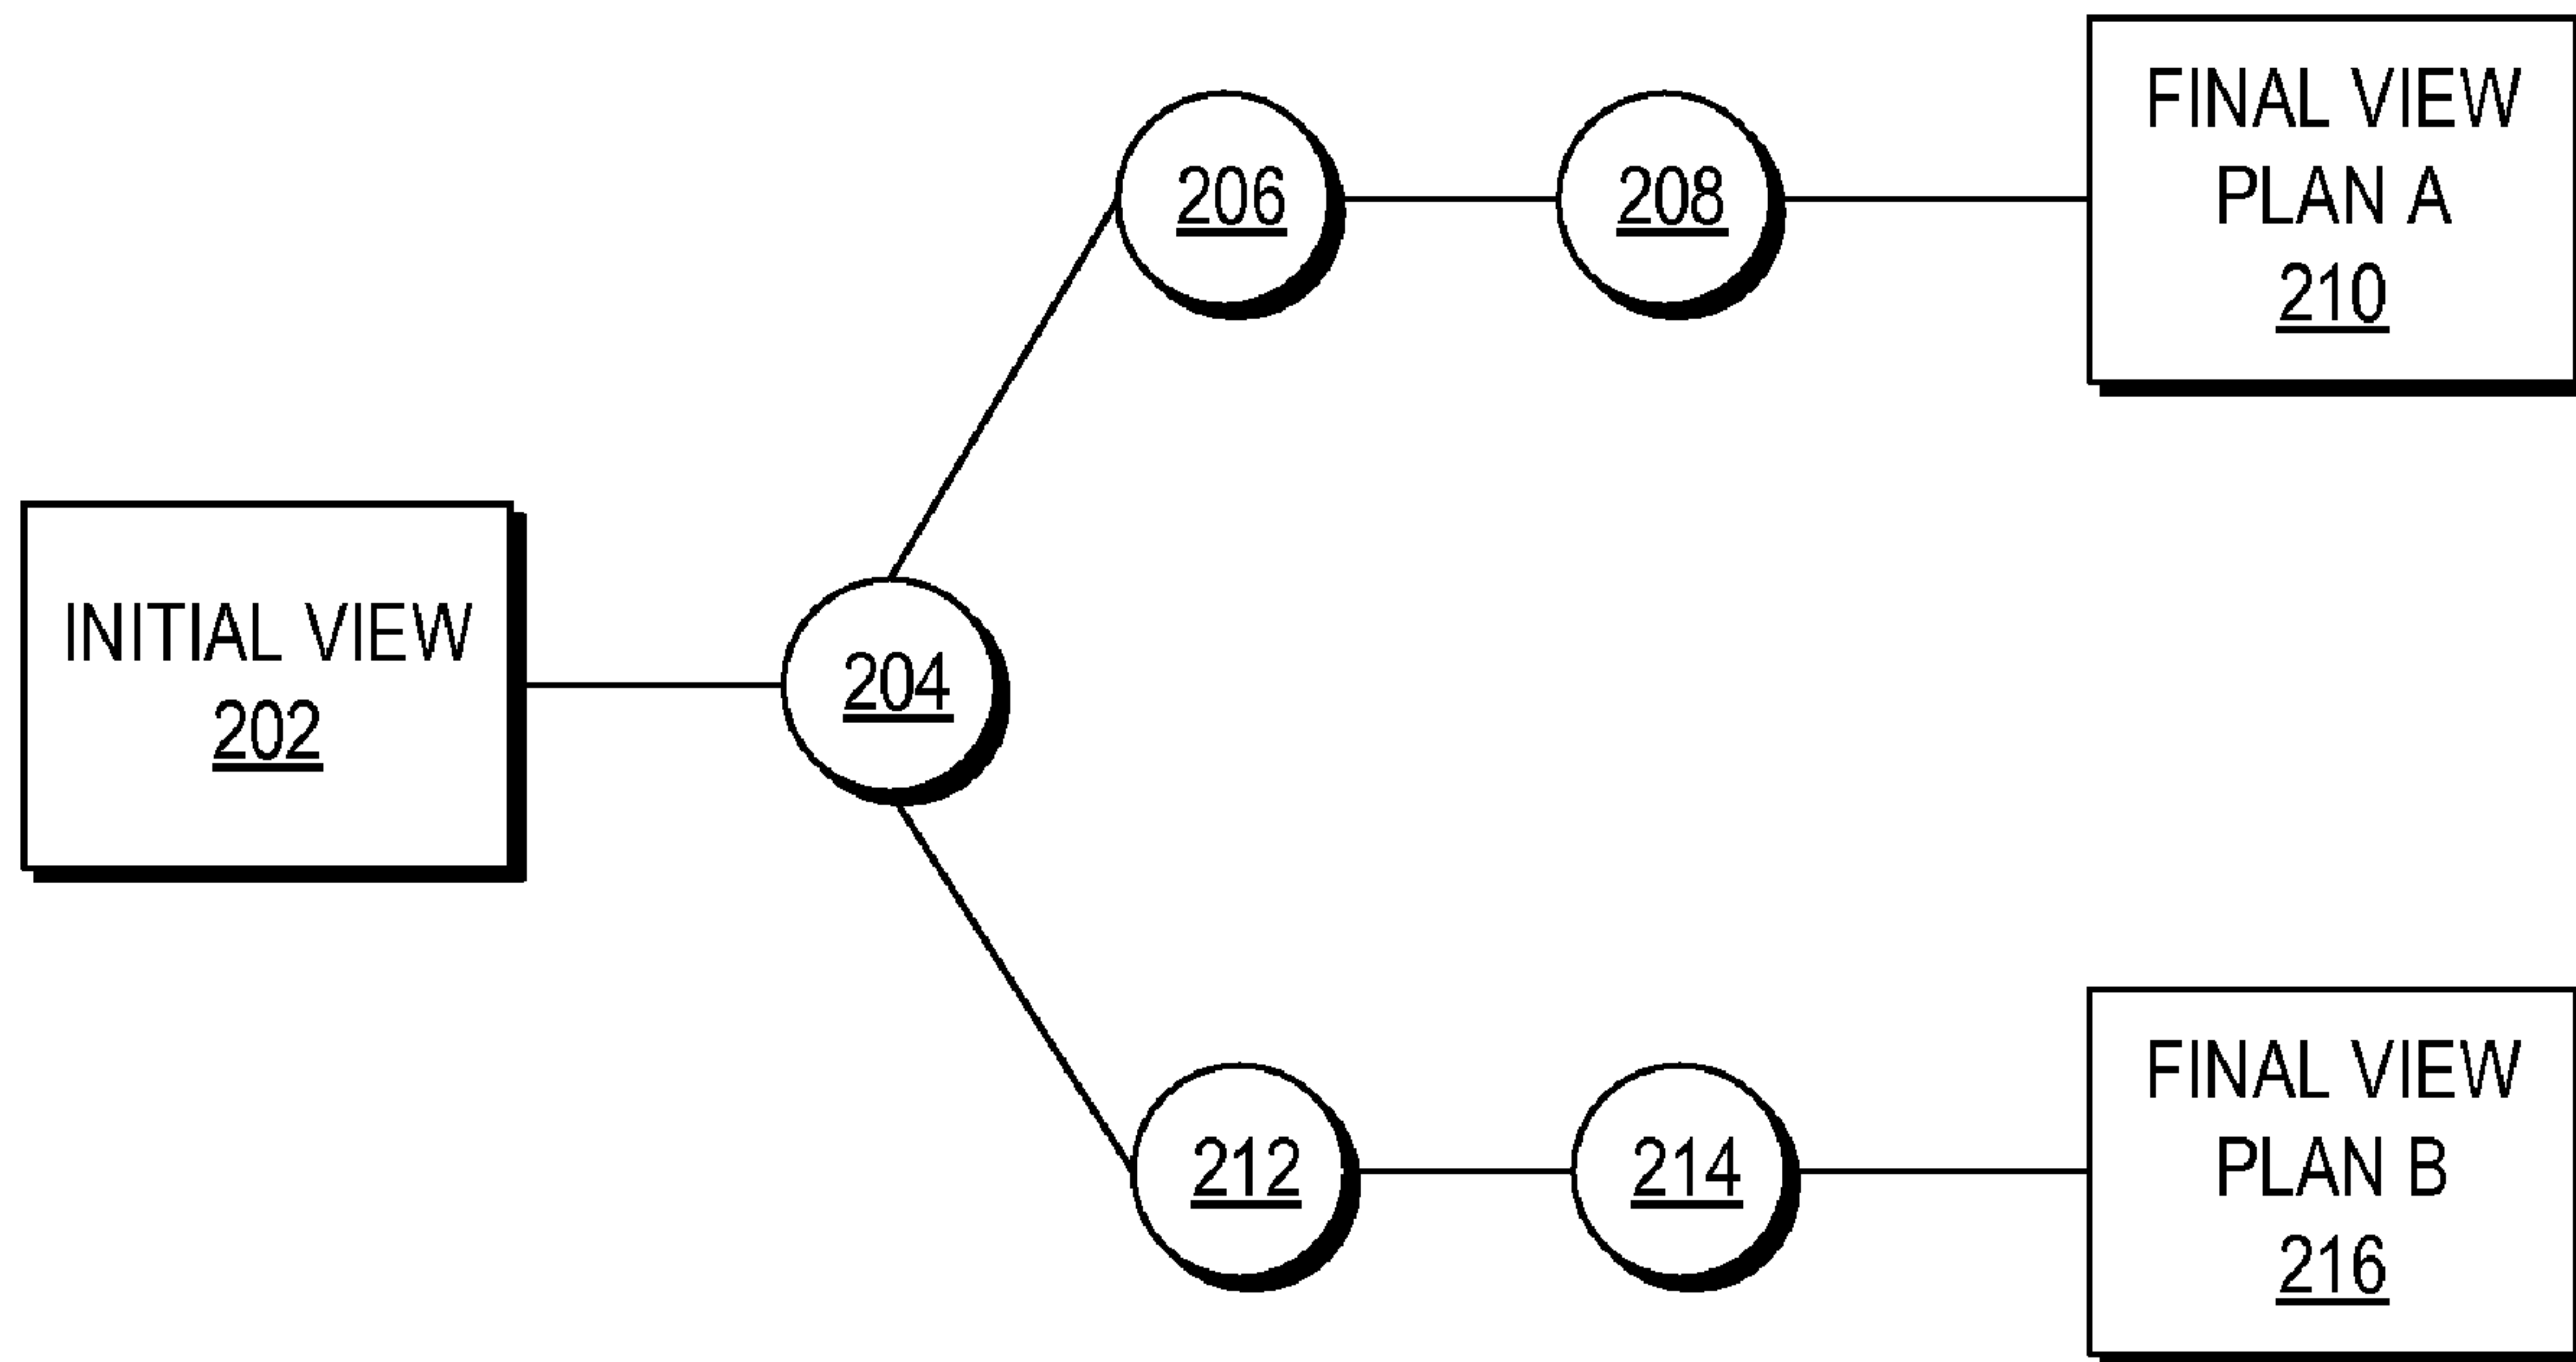 INITIAL VIEW
202
204
206
208
FINAL VIEW
PLAN A
210
212
214
FINAL VIEW
PLAN B
216